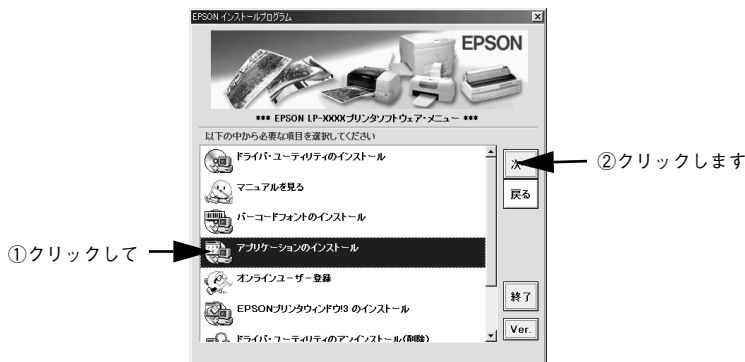 EPSON インストールプログラム
EPSON
*** EPSON LP-XXXXプリンタソフトウェア・メニュー ***
以下の中から必要な項目を選択してください
ドライバ・ユーティリティのインストール
マニュアルを見る
バーコードフォントのインストール
アプリケーションのインストール
オンラインユーザー登録
EPSONプリンタウィンドウ!3 のインストール
ドライバ・ユーティリティのアンインストール(削除)
次へ
戻る
終了
Ver.
①クリックして
②クリックします